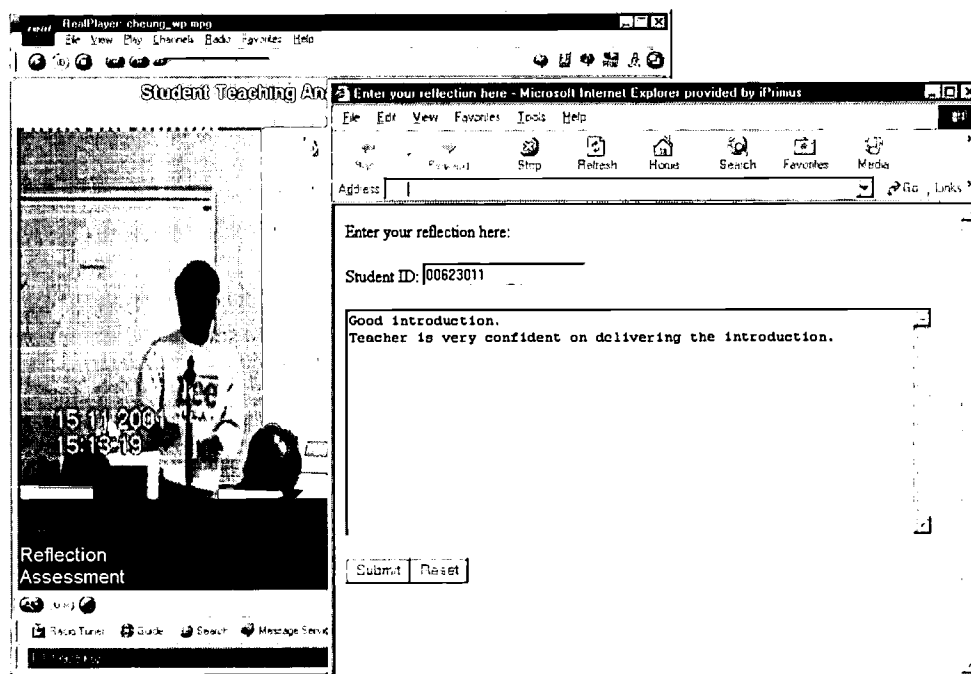 real
RealPlayer: cheung_wp.mpg
File View Play Channels Radio Favorites Help
Student Teaching An
15 11 2001
15:13:19
Reflection
Assessment
Radio Tuner Guide Search Message Servic
Enter your reflection here - Microsoft Internet Explorer provided by iPrimus
File Edit View Favorites Tools Help
Stop Refresh Home Search Favorites Media
Address Go Links
Enter your reflection here:
Student ID: 00623011
Good introduction.
Teacher is very confident on delivering the introduction.
Submit Reset